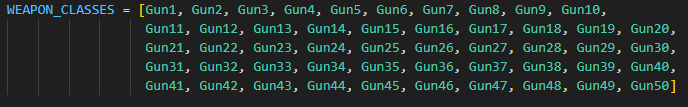 WEAPON_CLASSES = [Gun1, Gun2, Gun3, Gun4, Gun5, Gun6, Gun7, Gun8, Gun9, Gun10,
Gun11, Gun12, Gun13, Gun14, Gun15, Gun16, Gun17, Gun18, Gun19, Gun20,
Gun21, Gun22, Gun23, Gun24, Gun25, Gun26, Gun27, Gun28, Gun29, Gun30,
Gun31, Gun32, Gun33, Gun34, Gun35, Gun36, Gun37, Gun38, Gun39, Gun40,
Gun41, Gun42, Gun43, Gun44, Gun45, Gun46, Gun47, Gun48, Gun49, Gun50]